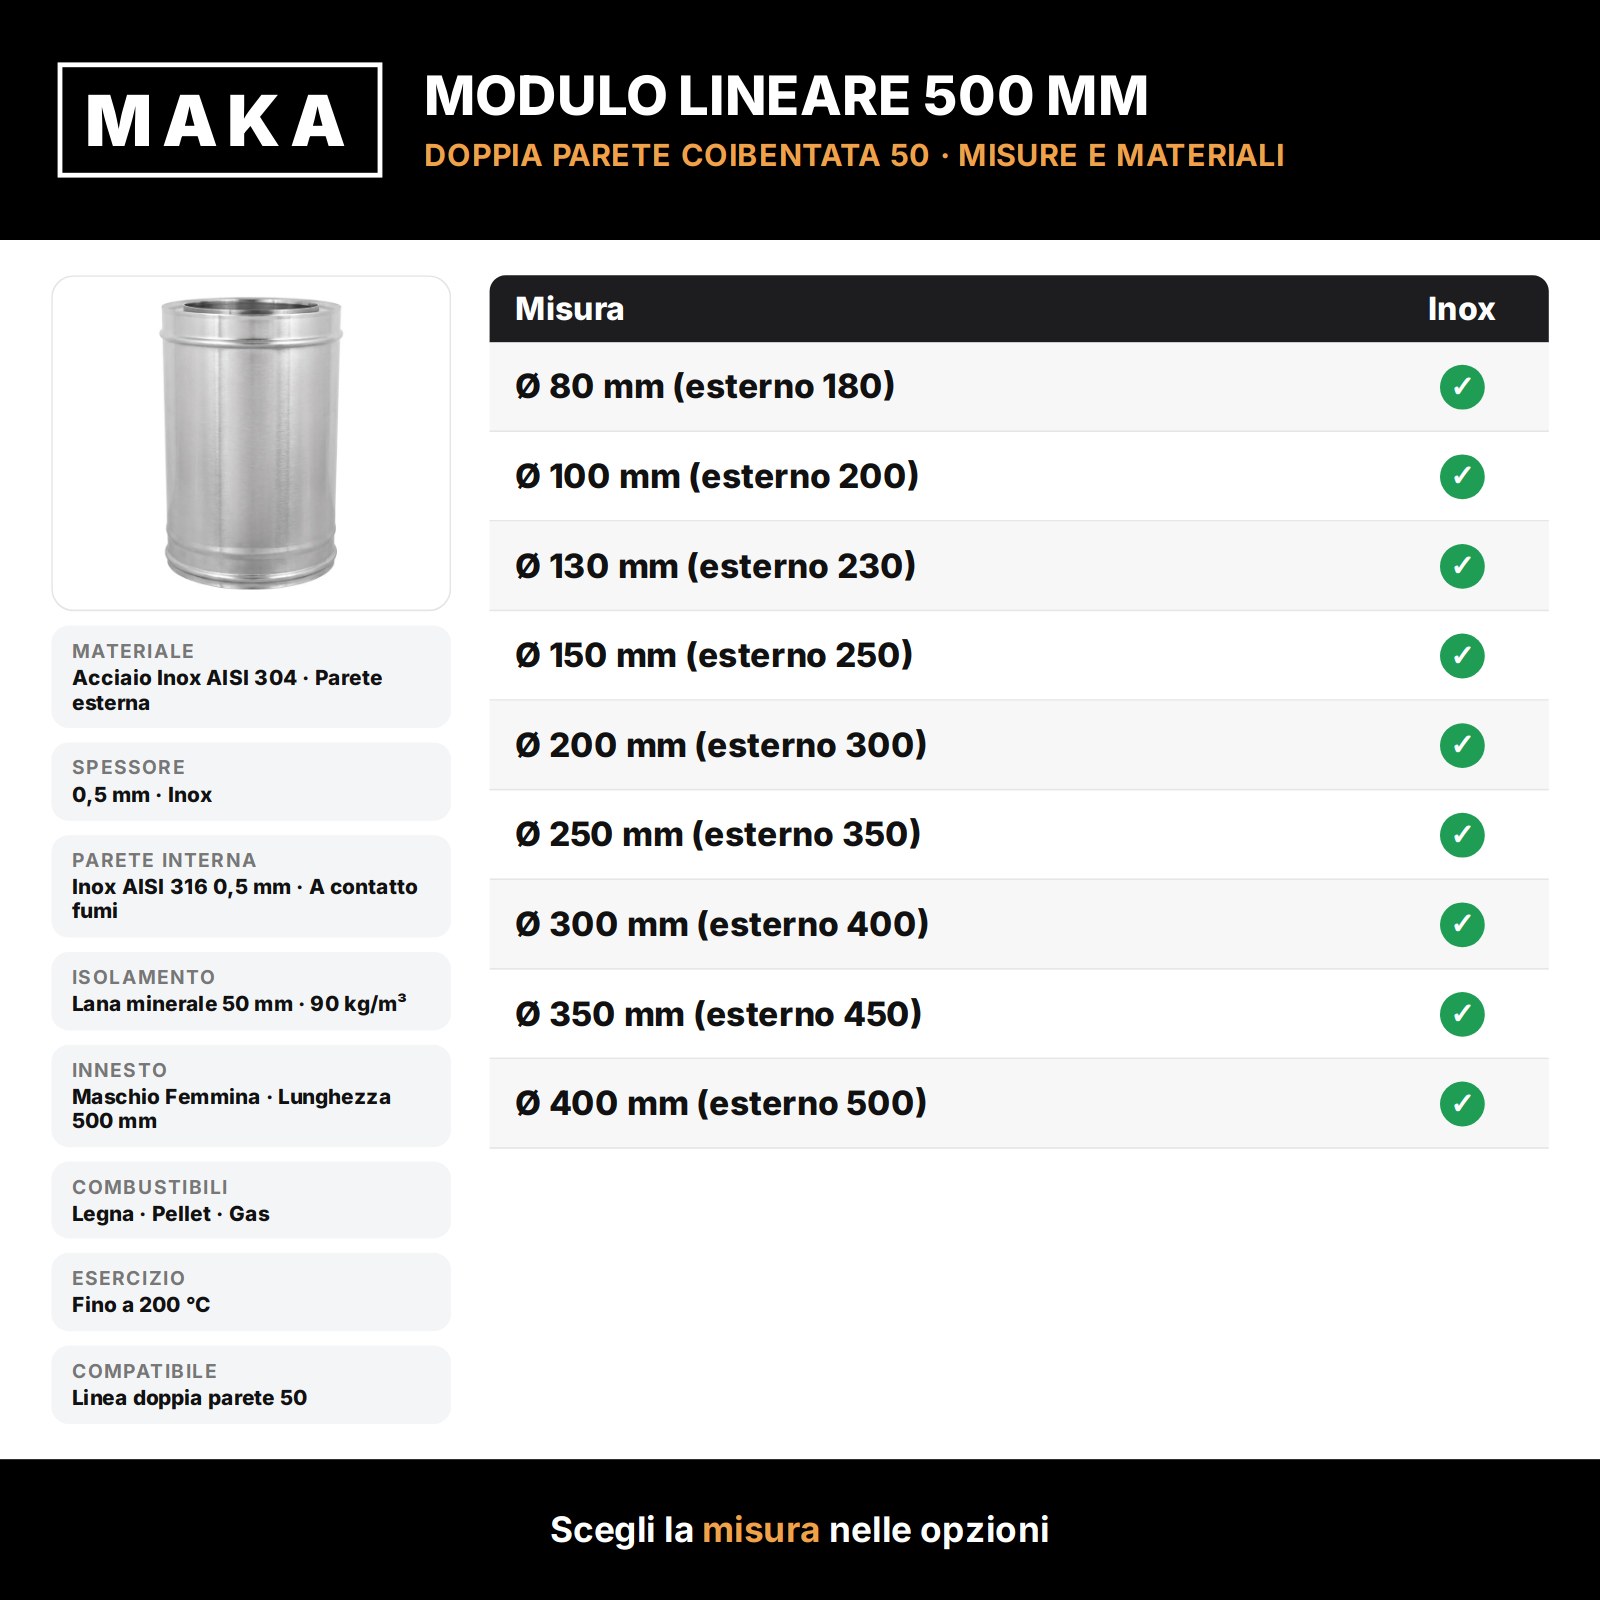 MAKA
MODULO LINEARE 500 MM
DOPPIA PARETE COIBENTATA 50 · MISURE E MATERIALI
MATERIALE
Acciaio Inox AISI 304 · Parete
esterna
SPESSORE
0,5 mm · Inox
PARETE INTERNA
Inox AISI 316 0,5 mm · A contatto
fumi
ISOLAMENTO
Lana minerale 50 mm · 90 kg/m³
INNESTO
Maschio Femmina · Lunghezza
500 mm
COMBUSTIBILI
Legna · Pellet · Gas
ESERCIZIO
Fino a 200 °C
COMPATIBILE
Linea doppia parete 50
Misura Inox
Ø 80 mm (esterno 180) ✓
Ø 100 mm (esterno 200) ✓
Ø 130 mm (esterno 230) ✓
Ø 150 mm (esterno 250) ✓
Ø 200 mm (esterno 300) ✓
Ø 250 mm (esterno 350) ✓
Ø 300 mm (esterno 400) ✓
Ø 350 mm (esterno 450) ✓
Ø 400 mm (esterno 500) ✓
Scegli la misura nelle opzioni